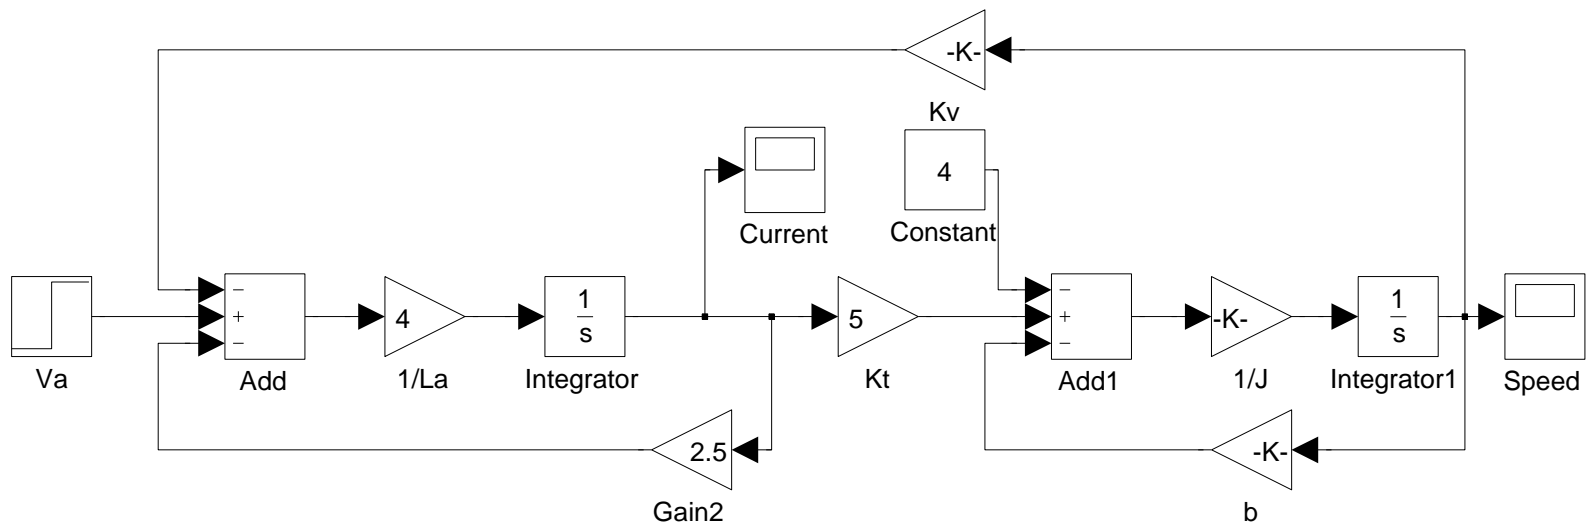 -K-
Kv
4
Constant
Current
Va
−
+
−
Add
4
1/La
1
s
Integrator
5
Kt
−
+
−
Add1
-K-
1/J
1
s
Integrator1
Speed
2.5
Gain2
-K-
b